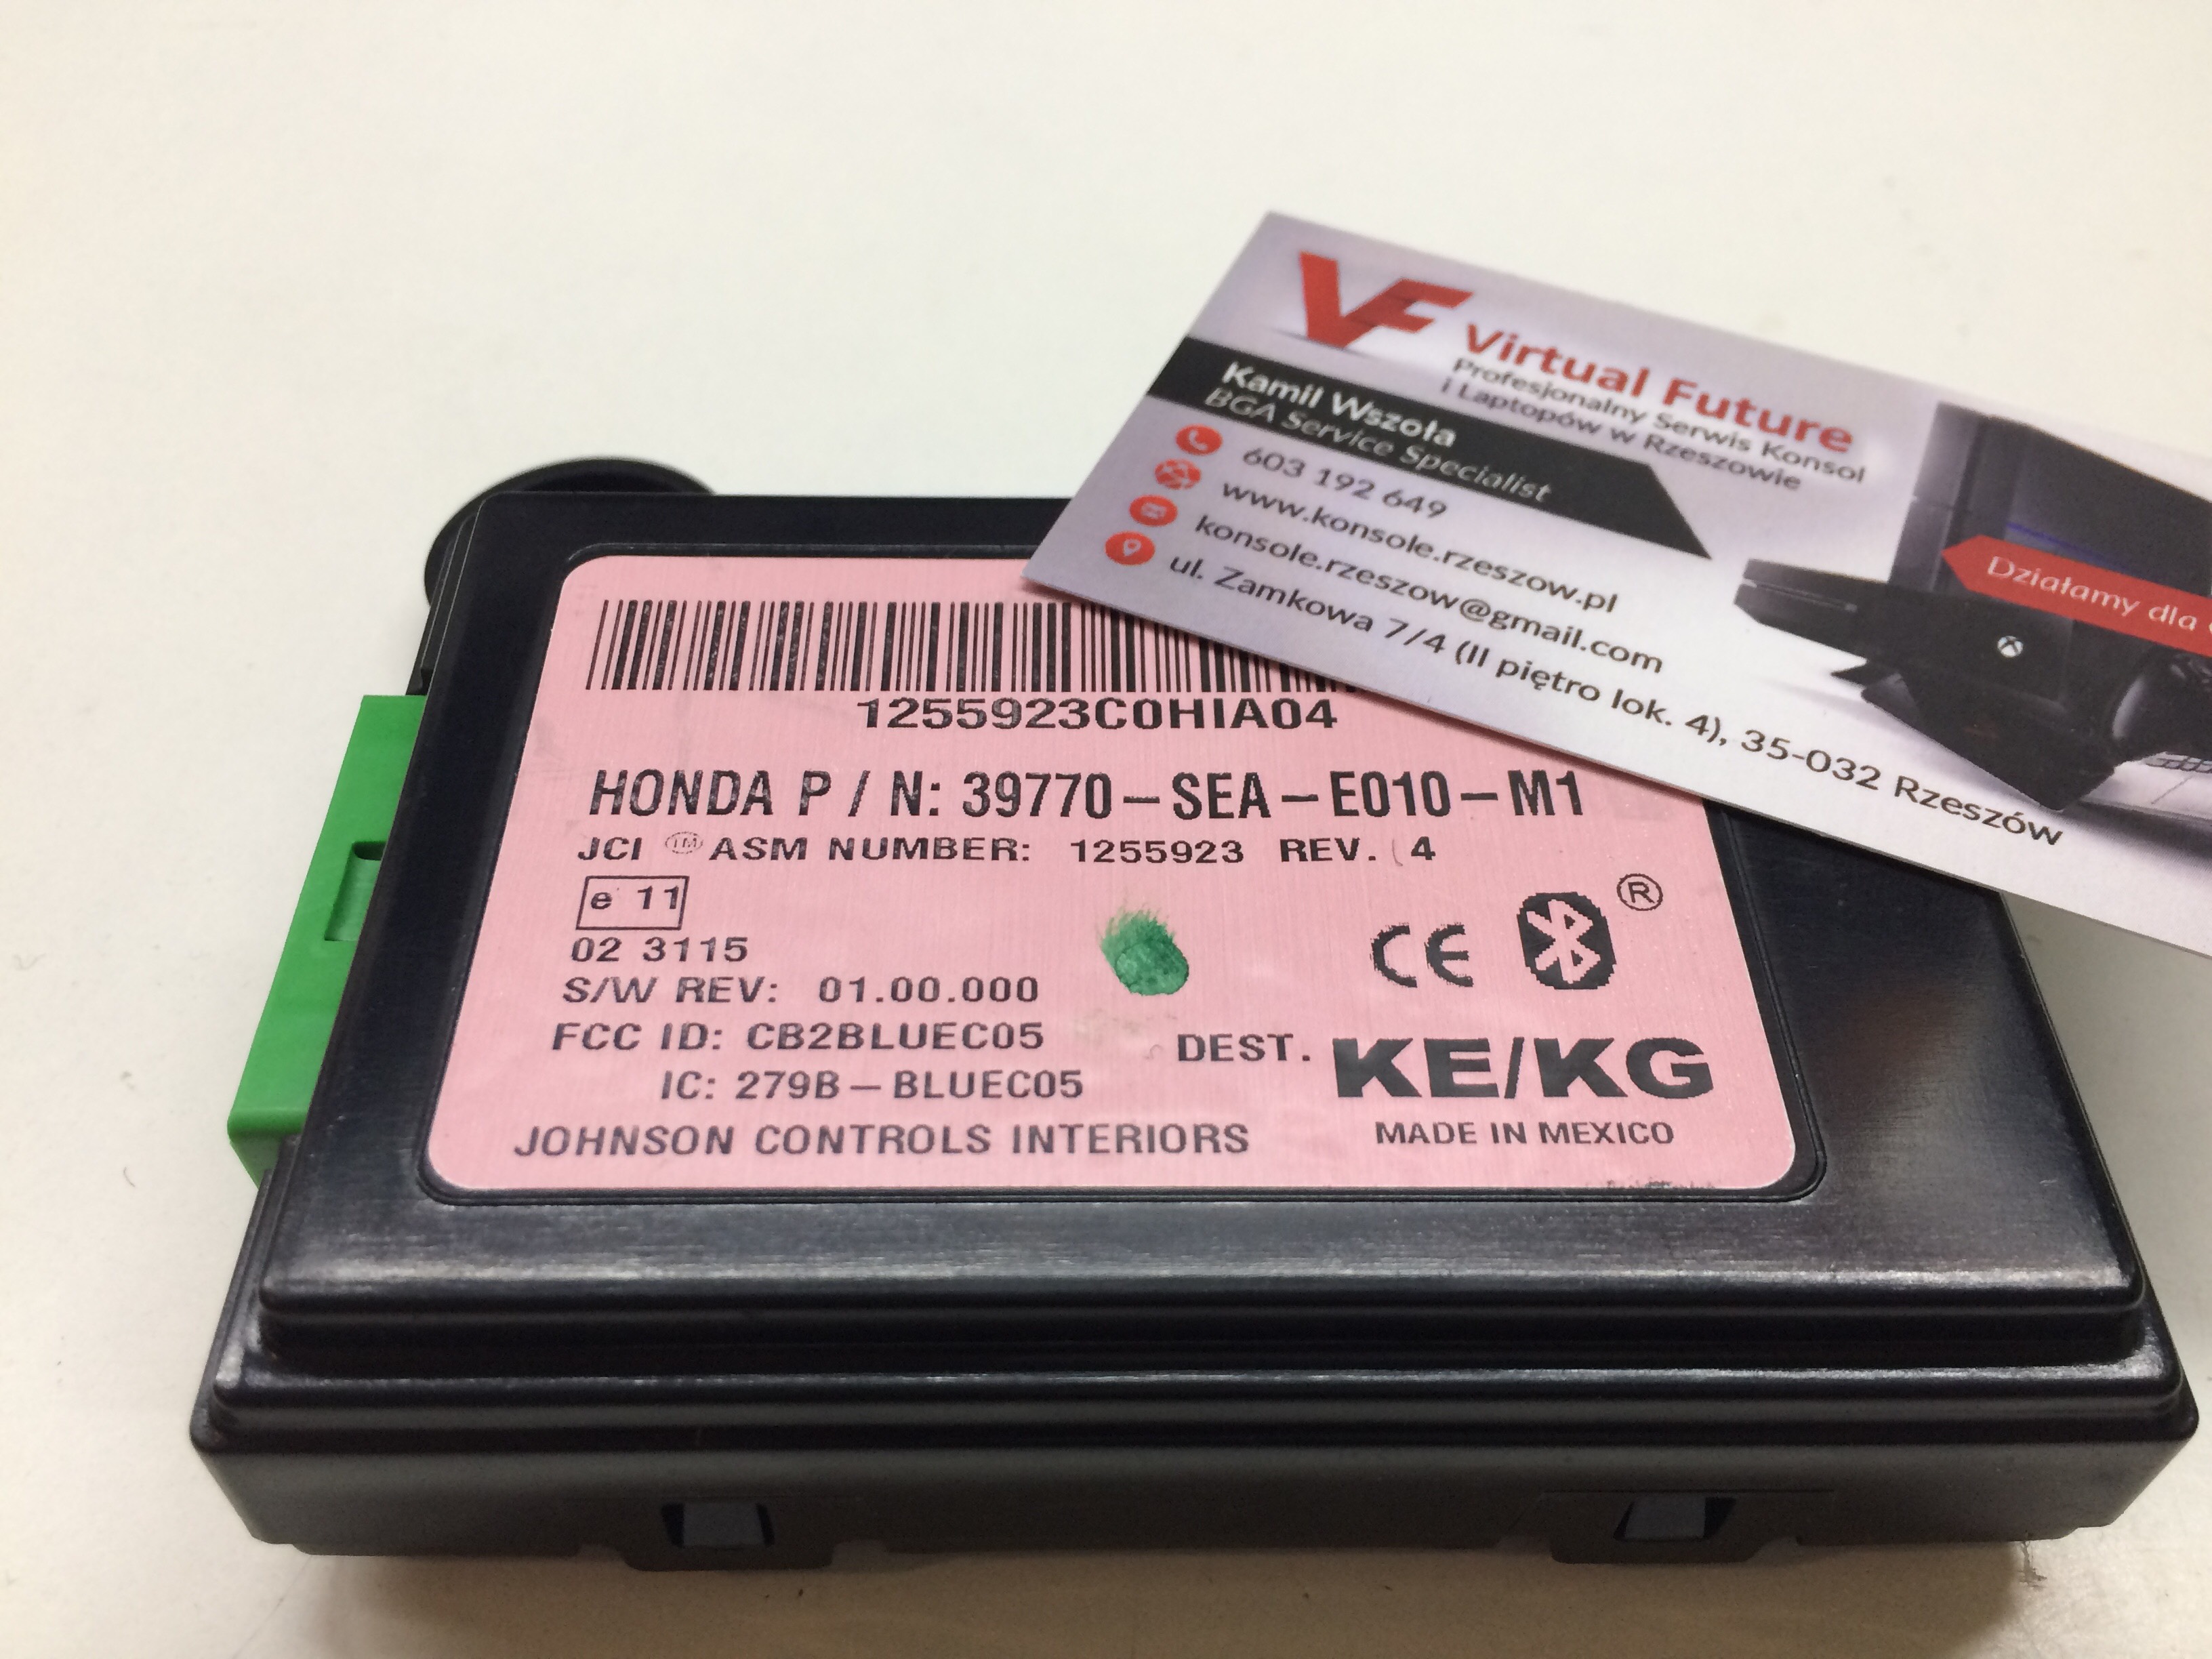 VF
Virtual Future
Profesjonalny Serwis Konsol
i Laptopów w Rzeszowie
Kamil Wszoła
BGA Service Specialist
603 192 649
www.konsole.rzeszow.pl
konsole.rzeszow@gmail.com
ul. Zamkowa 7/4 (II piętro lok. 4), 35-032 Rzeszów
Działamy dla
1255923C0HIA04
HONDA P / N: 39770-SEA-E010-M1
JCI ™ ASM NUMBER: 1255923 REV. 4
e 11
02 3115
S/W REV: 01.00.000
FCC ID: CB2BLUEC05
IC: 279B-BLUEC05
JOHNSON CONTROLS INTERIORS
CE ®
DEST. KE/KG
MADE IN MEXICO